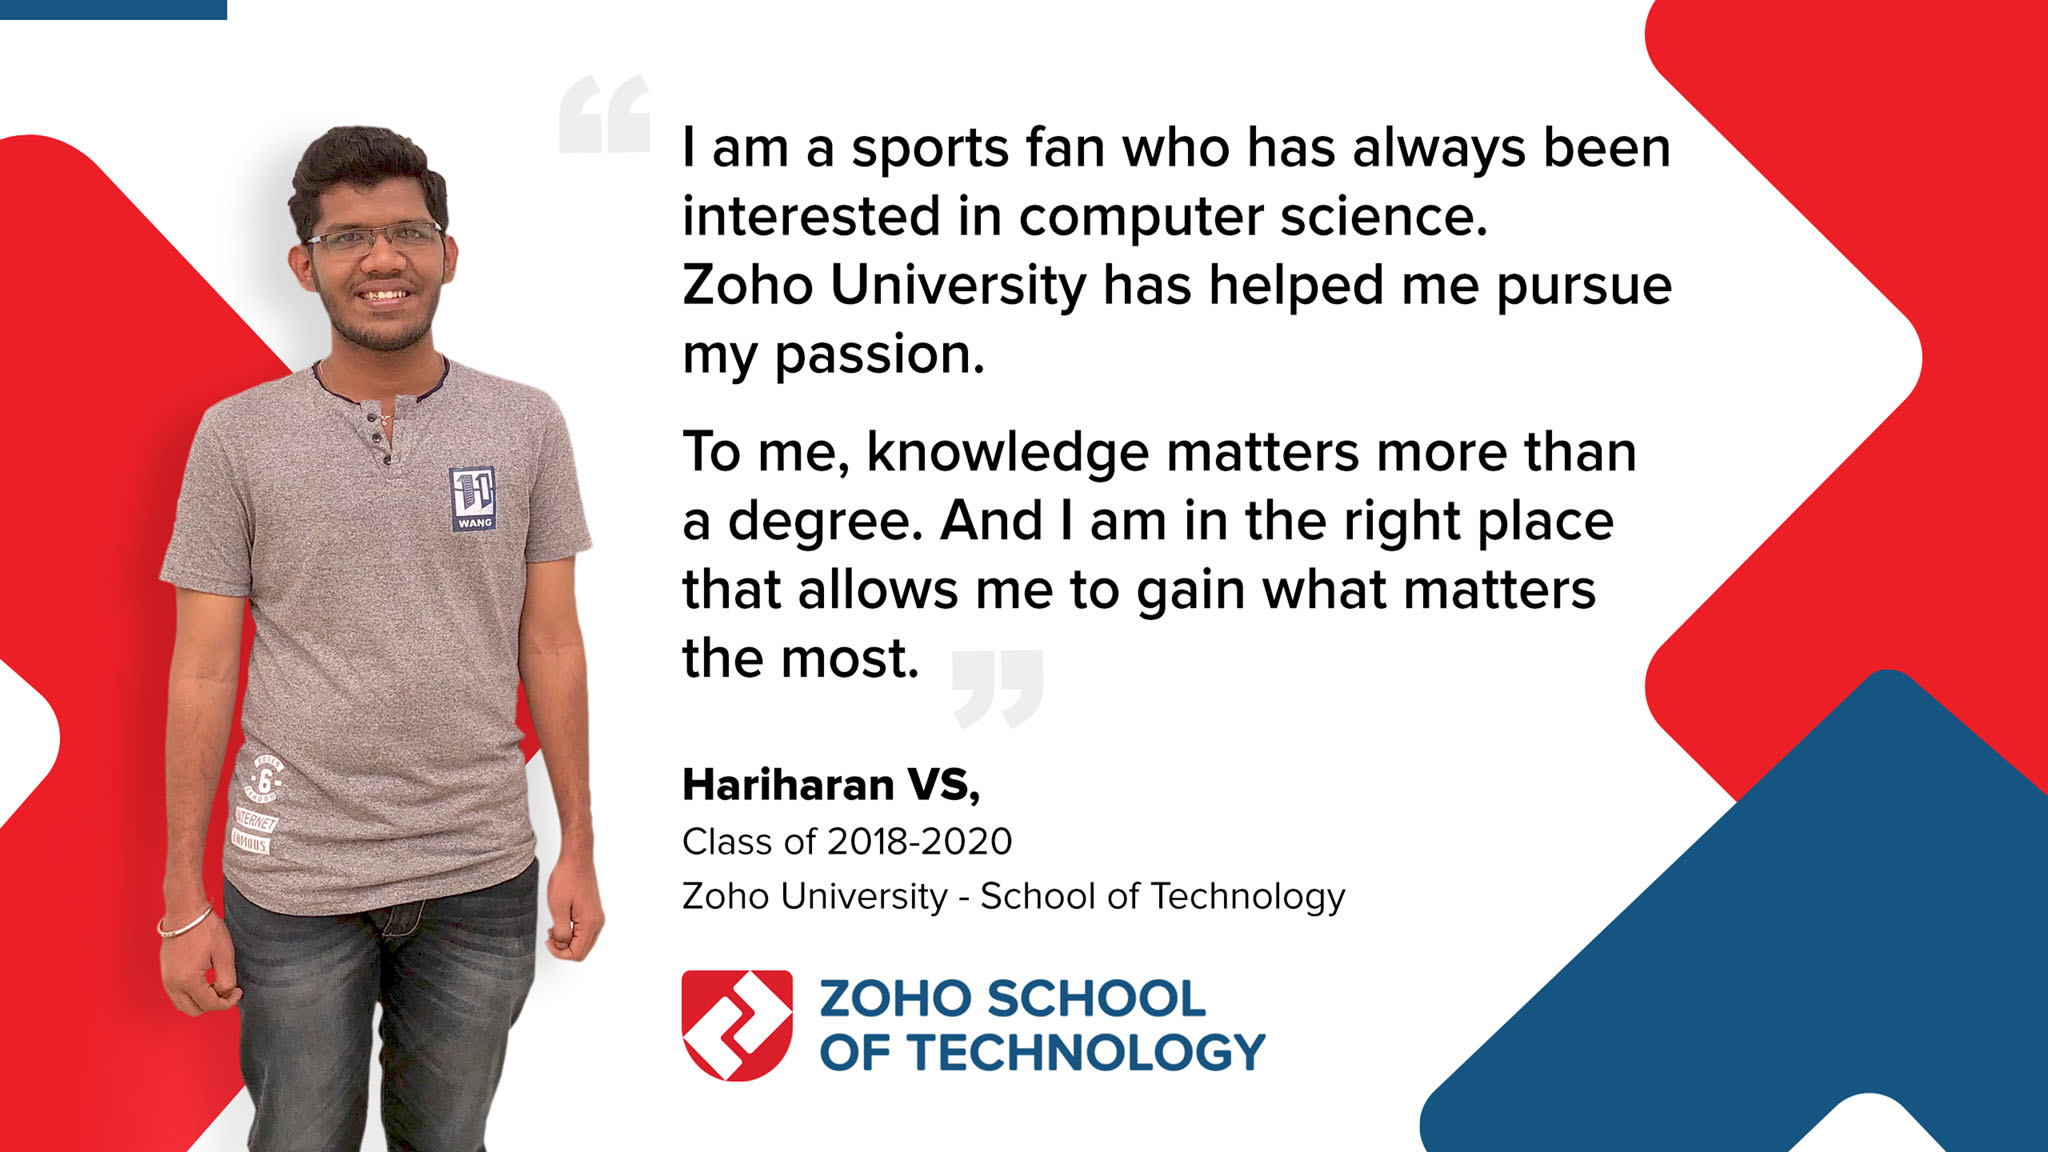 I am a sports fan who has always been
interested in computer science.
Zoho University has helped me pursue
my passion.
To me, knowledge matters more than
a degree. And I am in the right place
that allows me to gain what matters
the most.
Hariharan VS,
Class of 2018-2020
Zoho University - School of Technology
ZOHO SCHOOL
OF TECHNOLOGY
WANG
6
INTERNET
FAMOUS